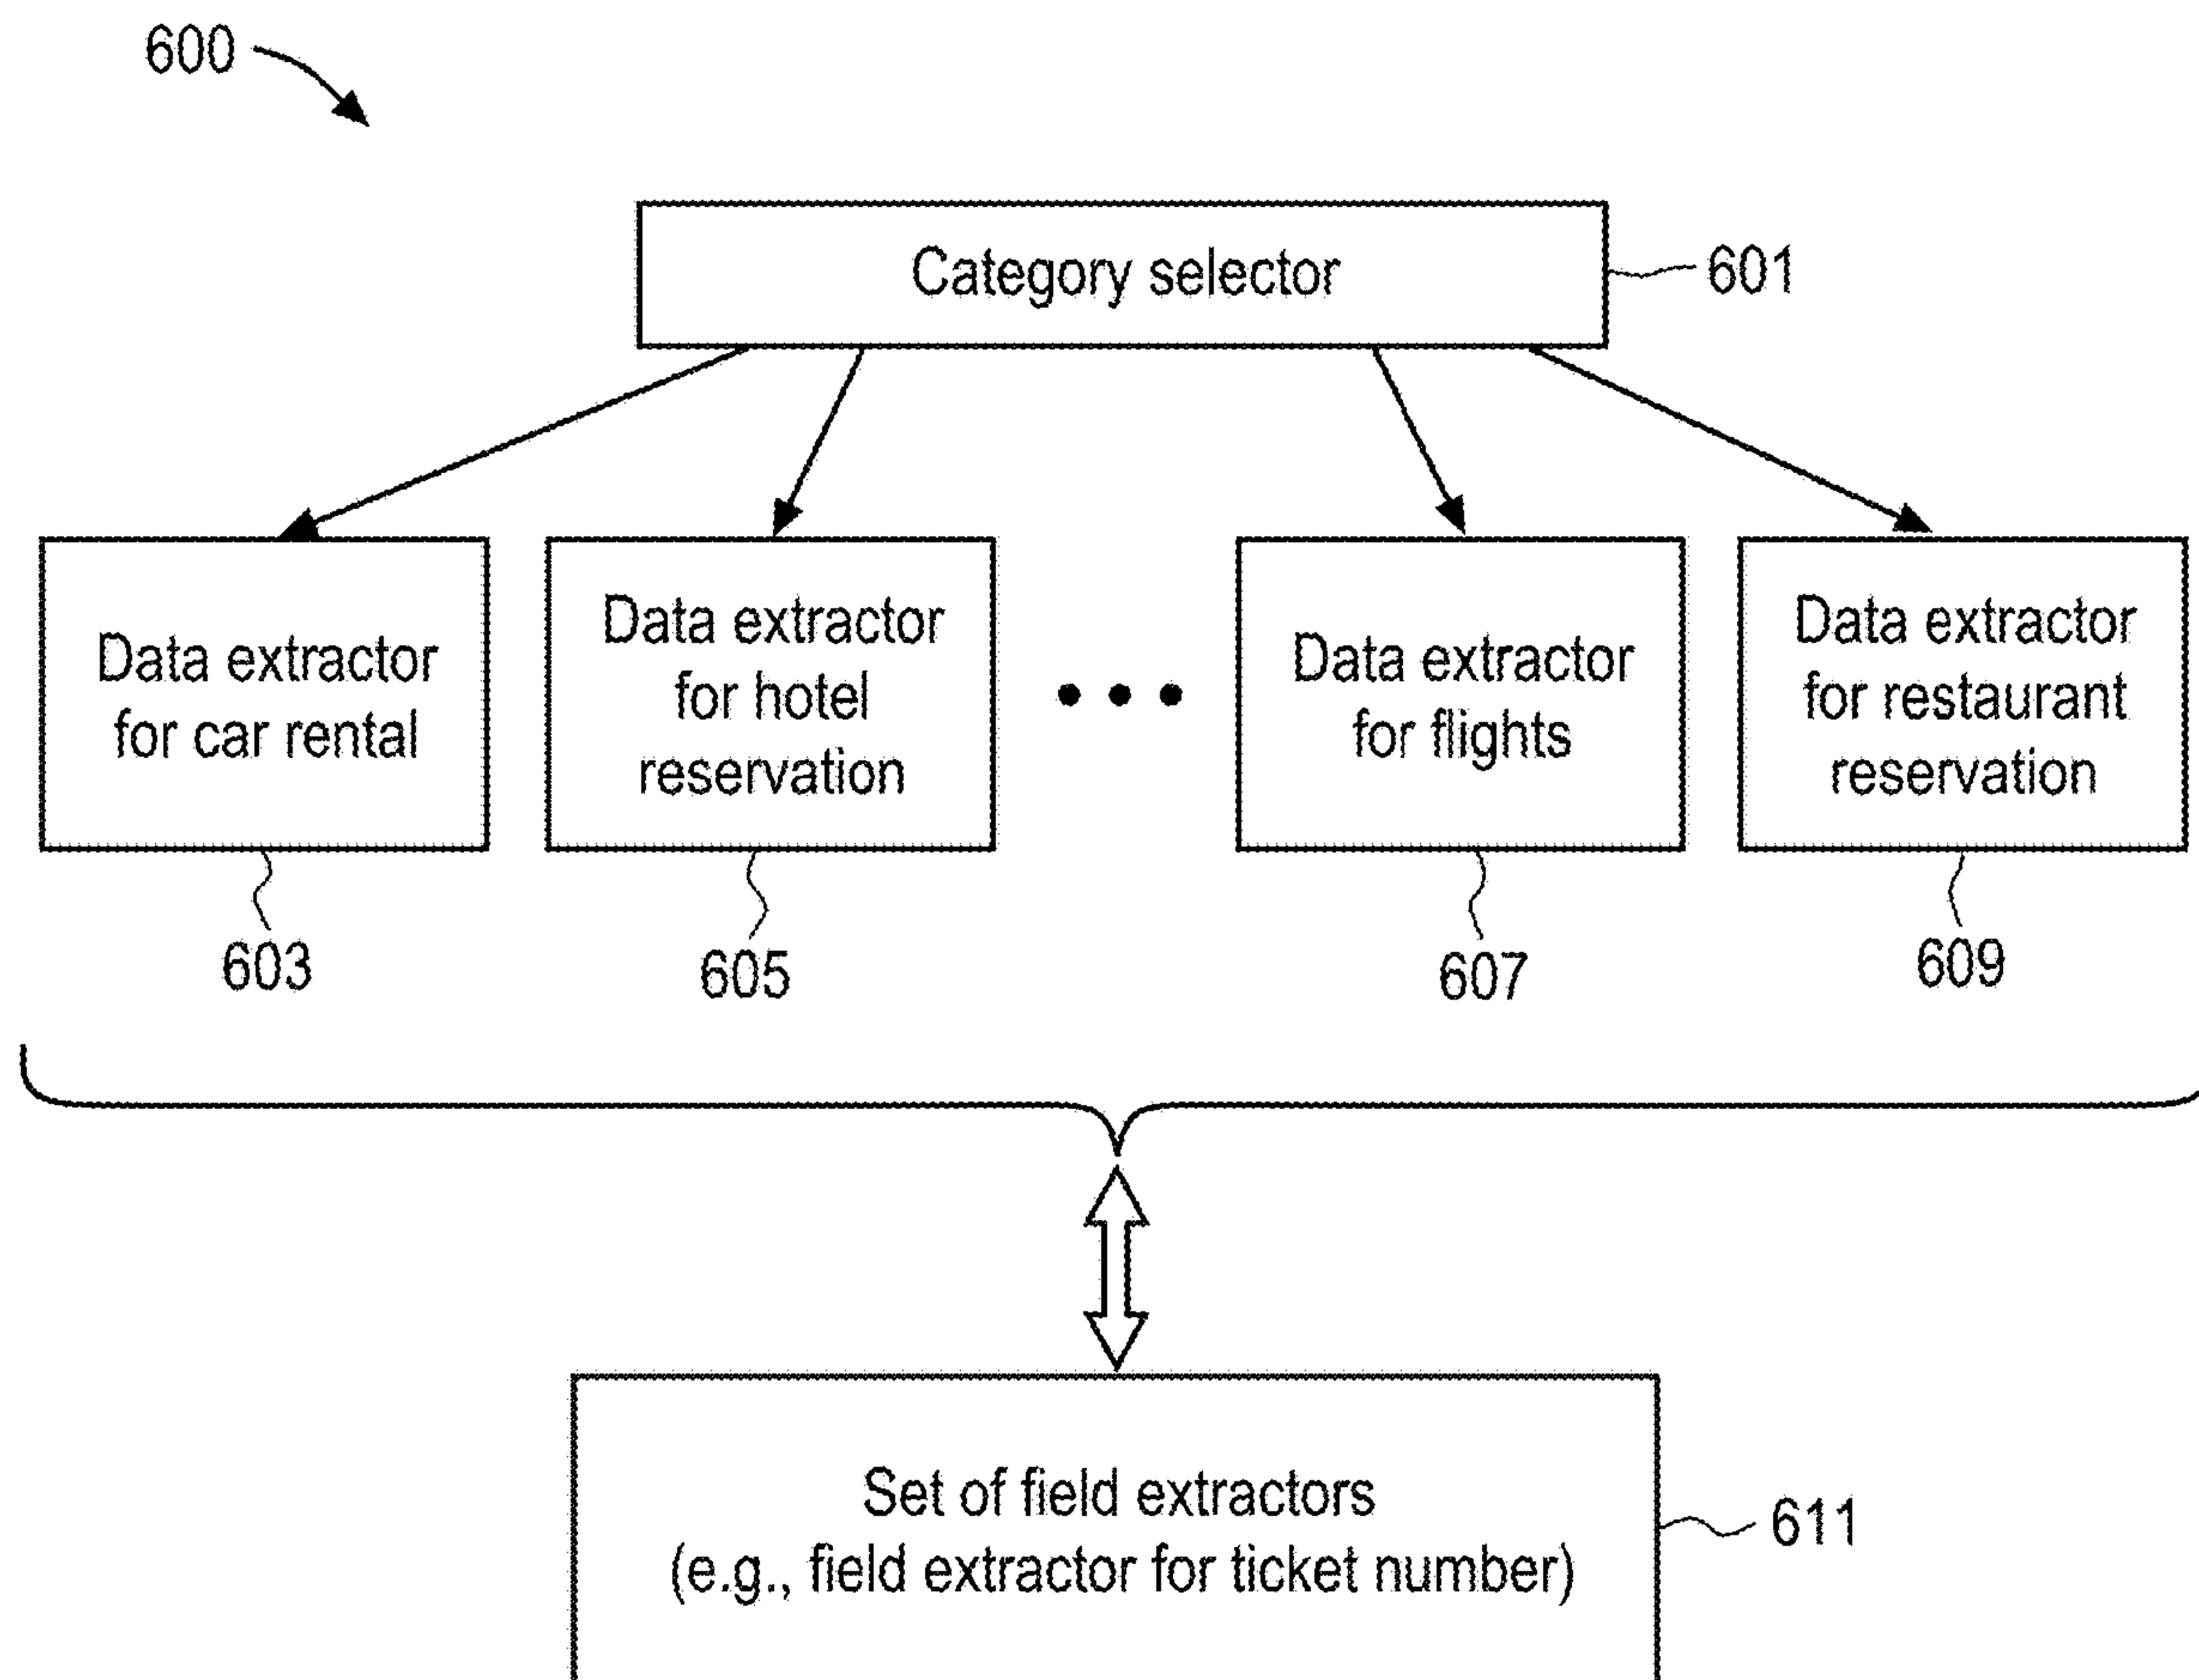 600
Category selector
601
Data extractor
for car rental
Data extractor
for hotel
reservation
Data extractor
for flights
Data extractor
for restaurant
reservation
603
605
607
609
Set of field extractors
(e.g., field extractor for ticket number)
611